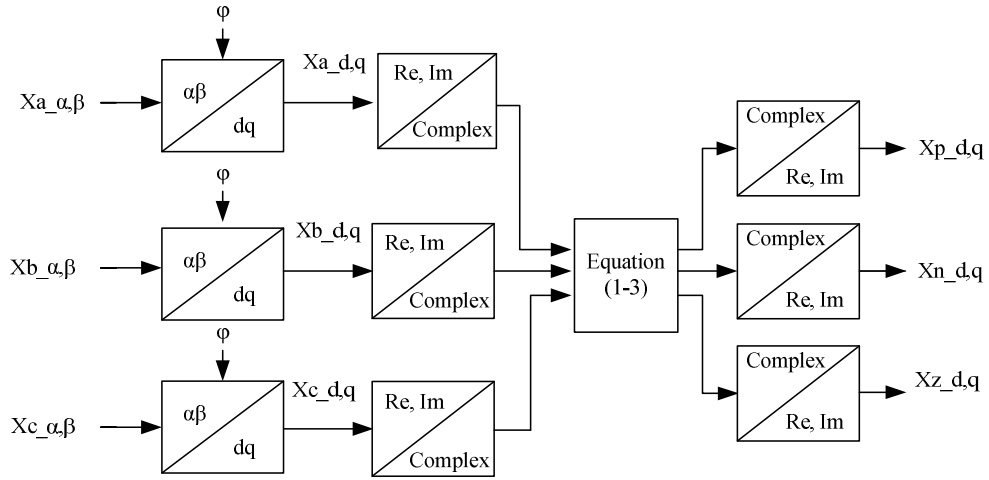 φ
Xa_α,β
αβ
dq
Xa_d,q
Re, Im
Complex
φ
Xb_α,β
αβ
dq
Xb_d,q
Re, Im
Complex
φ
Xc_α,β
αβ
dq
Xc_d,q
Re, Im
Complex
Equation
(1-3)
Complex
Re, Im
Xp_d,q
Complex
Re, Im
Xn_d,q
Complex
Re, Im
Xz_d,q